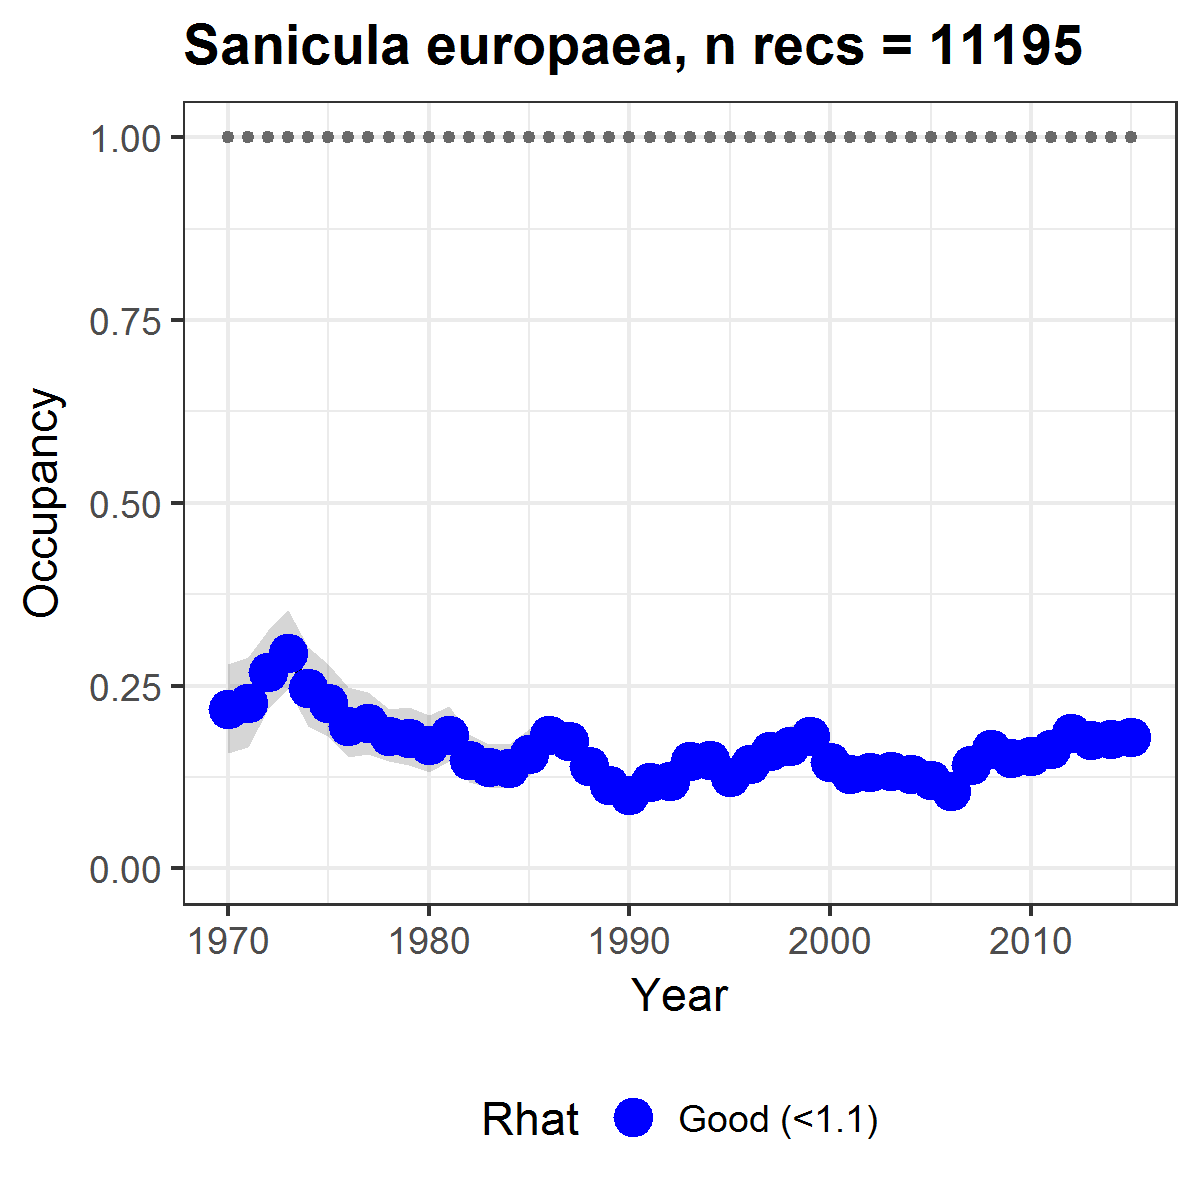 Sanicula europaea, n recs = 11195
1.00
0.75
0.50
0.25
0.00
Occupancy
1970 1980 1990 2000 2010
Year
Rhat Good (<1.1)